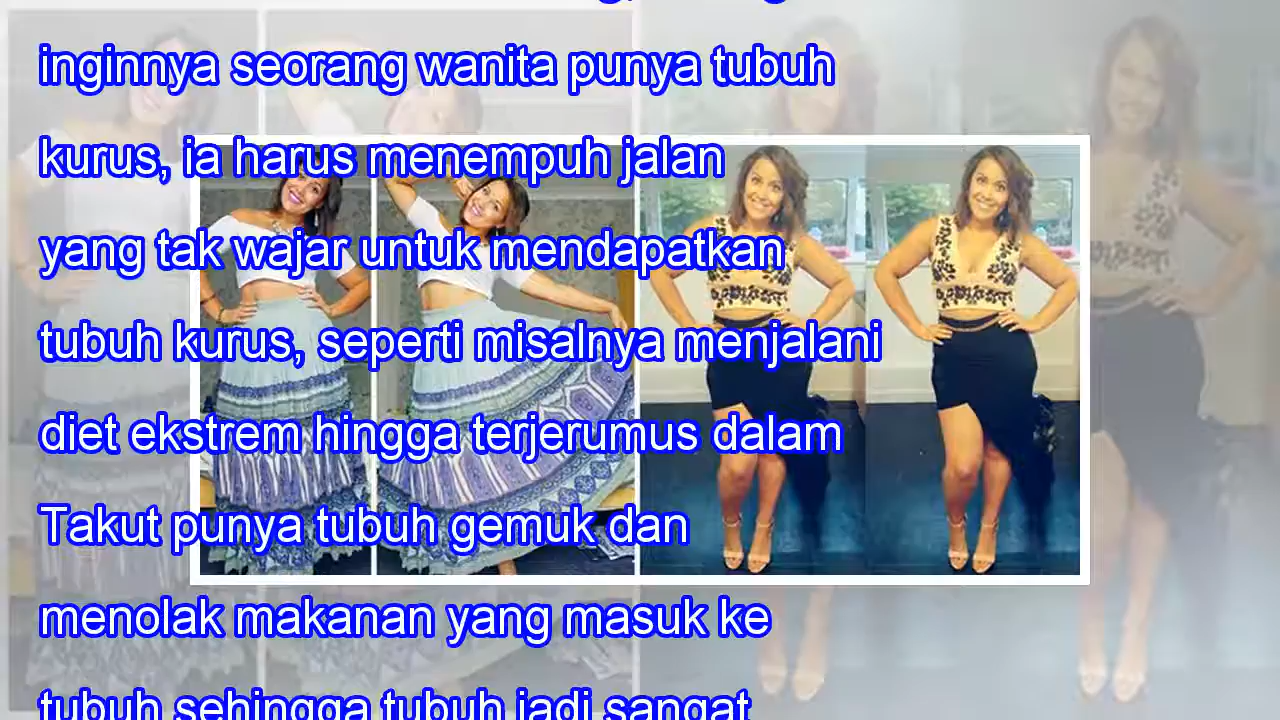 inginnya seorang wanita punya tubuh
kurus, ia harus menempuh jalan
yang tak wajar untuk mendapatkan
tubuh kurus, seperti misalnya menjalani
diet ekstrem hingga terjerumus dalam
Takut punya tubuh gemuk dan
menolak makanan yang masuk ke
tubuh sehingga tubuh jadi sangat